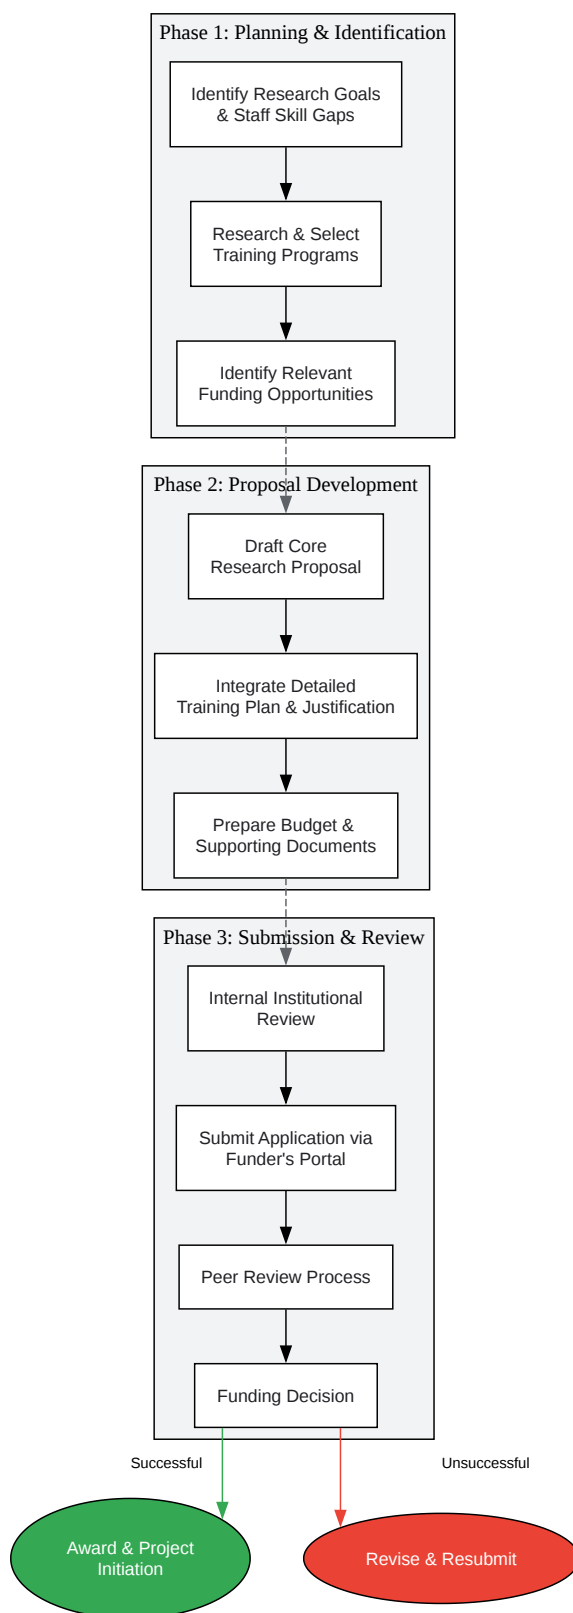 Phase 1: Planning & Identification
Identify Research Goals
& Staff Skill Gaps
Research & Select
Training Programs
Identify Relevant
Funding Opportunities
Phase 2: Proposal Development
Draft Core
Research Proposal
Integrate Detailed
Training Plan & Justification
Prepare Budget &
Supporting Documents
Phase 3: Submission & Review
Internal Institutional
Review
Submit Application via
Funder's Portal
Peer Review Process
Funding Decision
Successful
Unsuccessful
Award & Project
Initiation
Revise & Resubmit